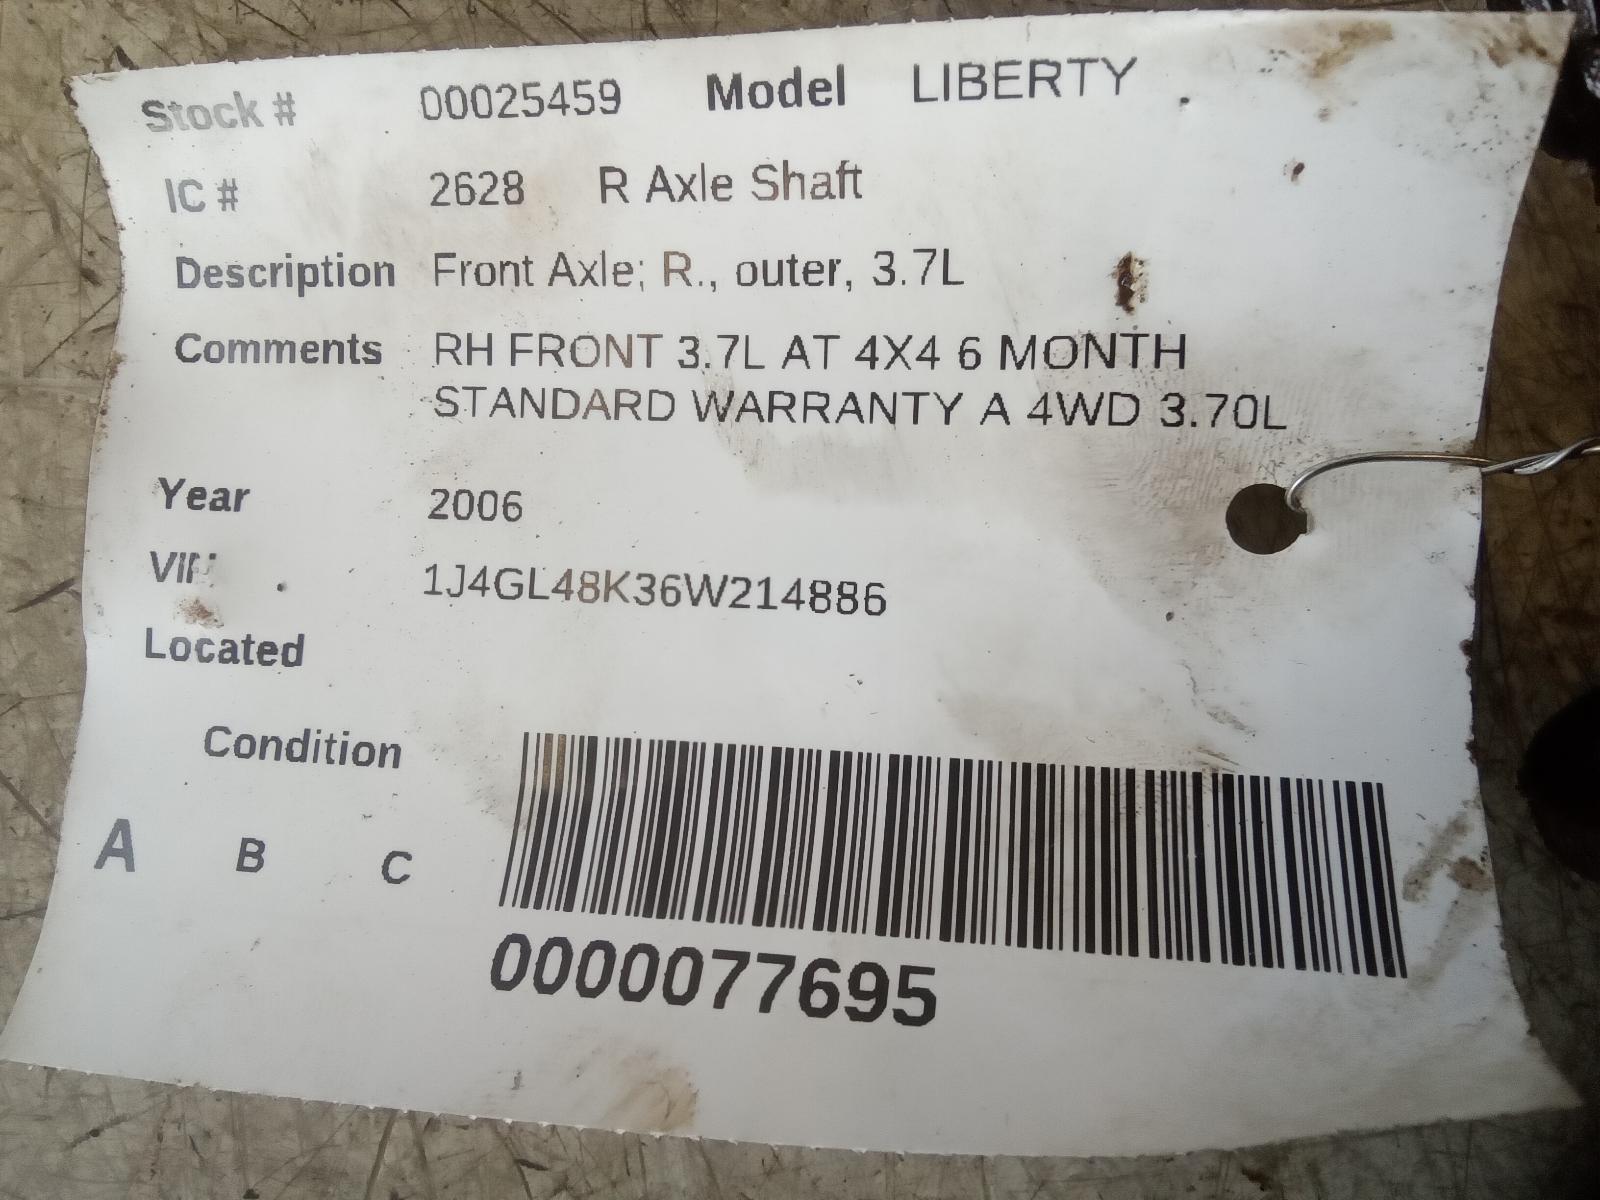 Stock # 00025459 Model LIBERTY
IC # 2628 R Axle Shaft
Description Front Axle; R., outer, 3.7L
Comments RH FRONT 3.7L AT 4X4 6 MONTH
STANDARD WARRANTY A 4WD 3.70L
Year 2006
VIN 1J4GL48K36W214886
Located
Condition
A B C
0000077695